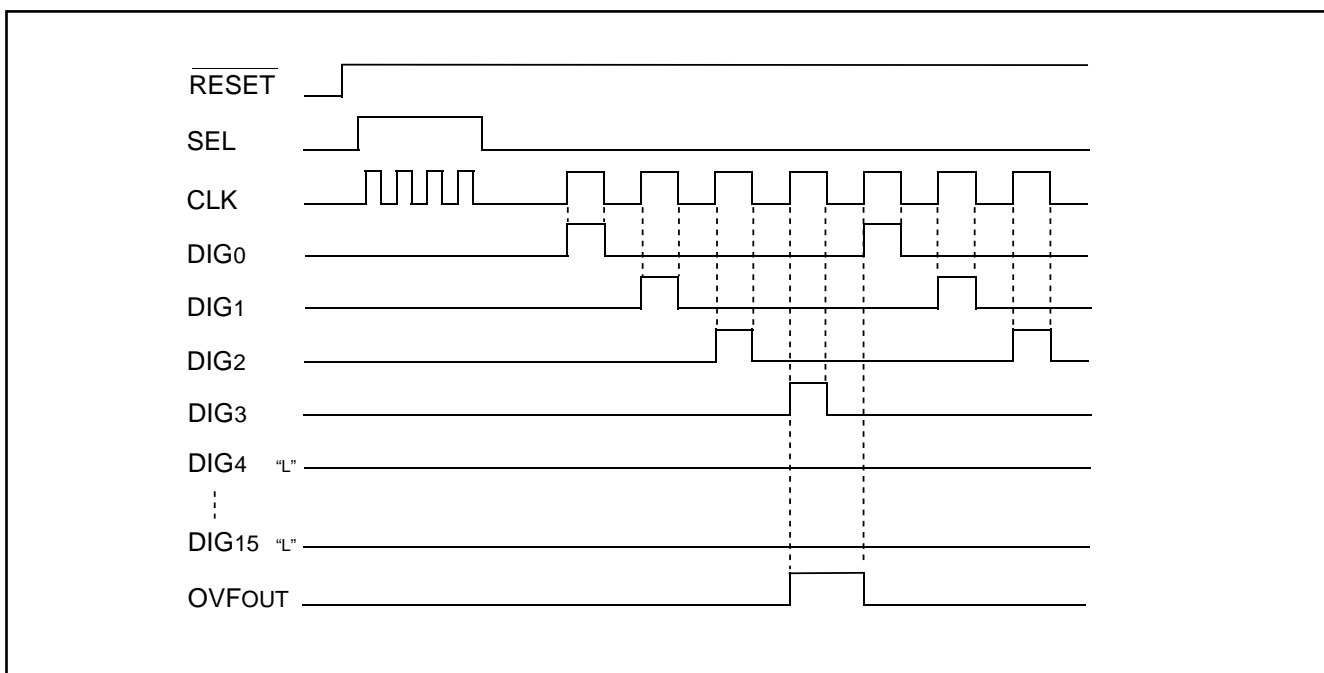 RESET
SEL
CLK
DIG0
DIG1
DIG2
DIG3
DIG4 “L”
DIG15 “L”
OVFOUT